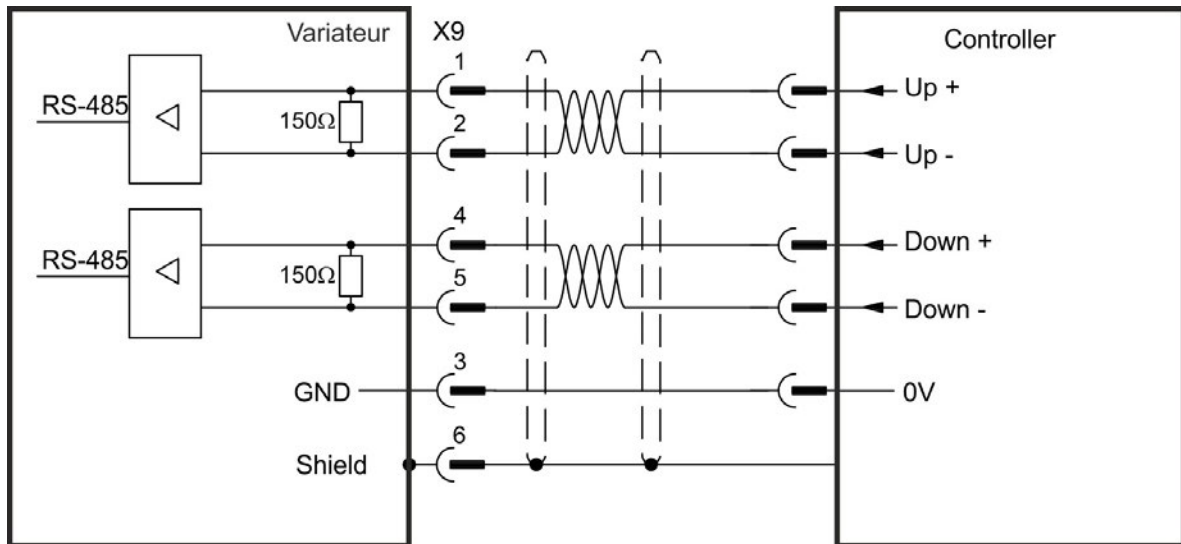 Variateur
X9
Controller
1
RS-485
150Ω
Up +
2
Up -
4
RS-485
150Ω
Down +
5
Down -
3
GND
0V
6
Shield